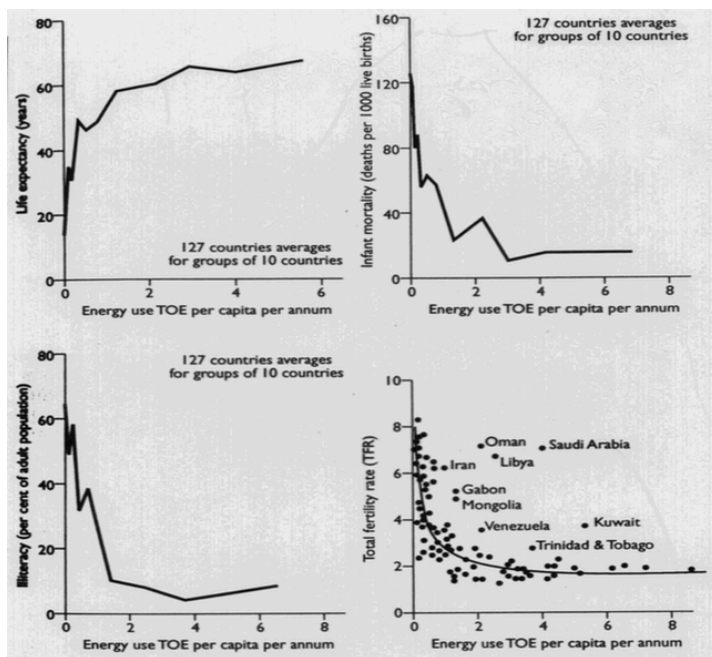 80
60
40
20
0
Life expectancy (years)
127 countries averages
for groups of 10 countries
0 2 4 6
Energy use TOE per capita per annum
160
120
80
40
0
Infant mortality (deaths per 1000 live births)
127 countries averages
for groups of 10 countries
0 2 4 6 8
Energy use TOE per capita per annum
80
60
40
20
0
Illiteracy (per cent of adult population)
127 countries averages
for groups of 10 countries
0 2 4 6
Energy use TOE per capita per annum
10
8
6
4
2
0
Total fertility rate (TFR)
Oman
Saudi Arabia
Libya
Iran
Gabon
Mongolia
Venezuela
Kuwait
Trinidad & Tobago
0 2 4 6 8
Energy use TOE per capita per annum